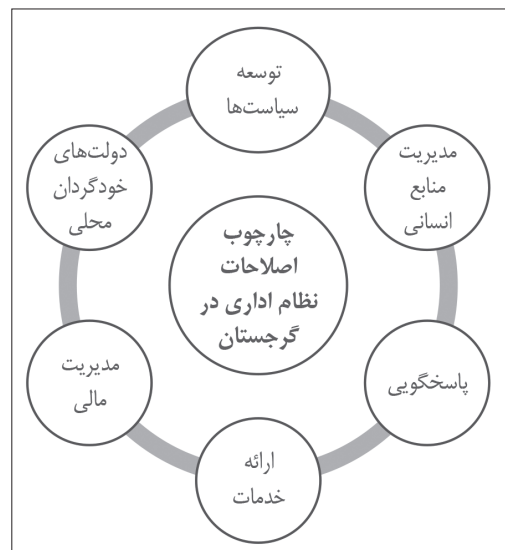 توسعه
سیاست‌ها
مدیریت
منابع
انسانی
پاسخگویی
ارائه
خدمات
مدیریت
مالی
دولت‌های
خودگردان
محلی
چارچوب
اصلاحات
نظام اداری در
گرجستان